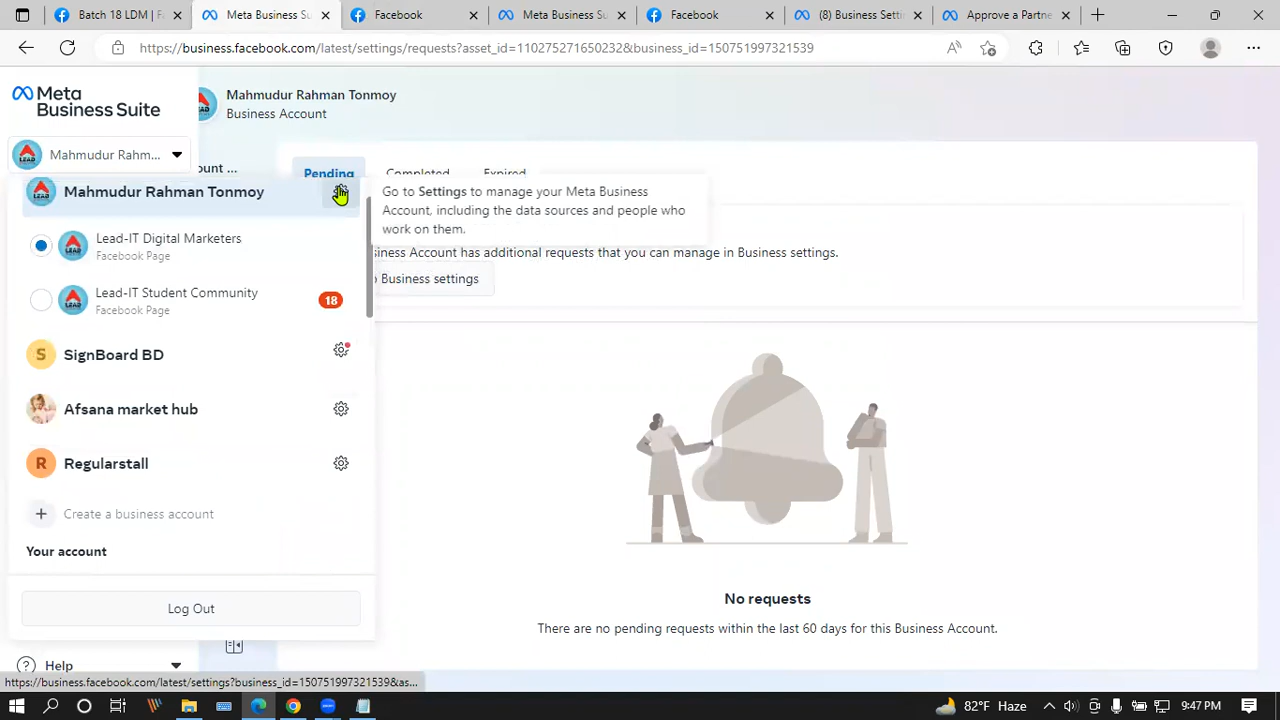 Batch 18 LDM | F
Meta Business Su
Facebook
Meta Business Su
Facebook
(8) Business Setti
Approve a Partne
https://business.facebook.com/latest/settings/requests?asset_id=110275271650232&business_id=150751997321539
Meta
Business Suite
LEAD
Mahmudur Rahman Tonmoy
Business Account
LEAD
Mahmudur Rahm...
ount ...
Pending
Completed
Expired
LEAD
Mahmudur Rahman Tonmoy
Go to Settings to manage your Meta Business
Account, including the data sources and people who
work on them.
LEAD
Lead-IT Digital Marketers
Facebook Page
siness Account has additional requests that you can manage in Business settings.
Business settings
LEAD
Lead-IT Student Community
Facebook Page
18
S
SignBoard BD
Afsana market hub
R
Regularstall
Create a business account
Your account
Log Out
No requests
There are no pending requests within the last 60 days for this Business Account.
Help
https://business.facebook.com/latest/settings?business_id=150751997321539&as...
82°F Haze
9:47 PM